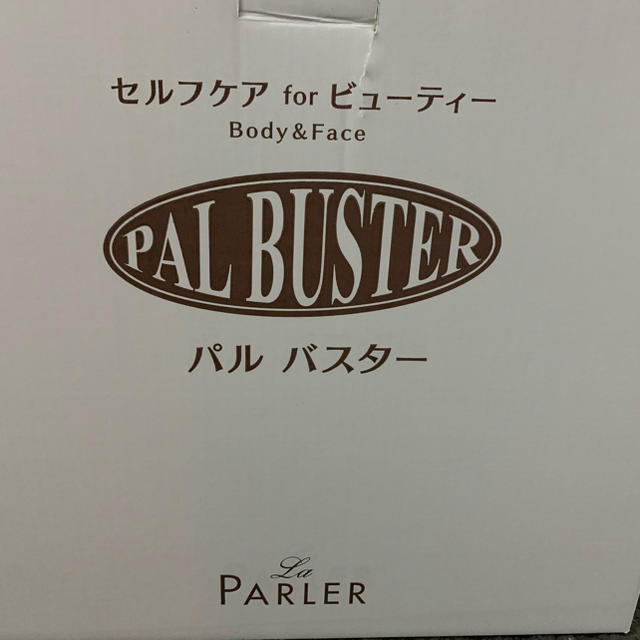 セルフケア for ビューティー
Body&Face
PAL BUSTER
パル バスター
La
PARLER